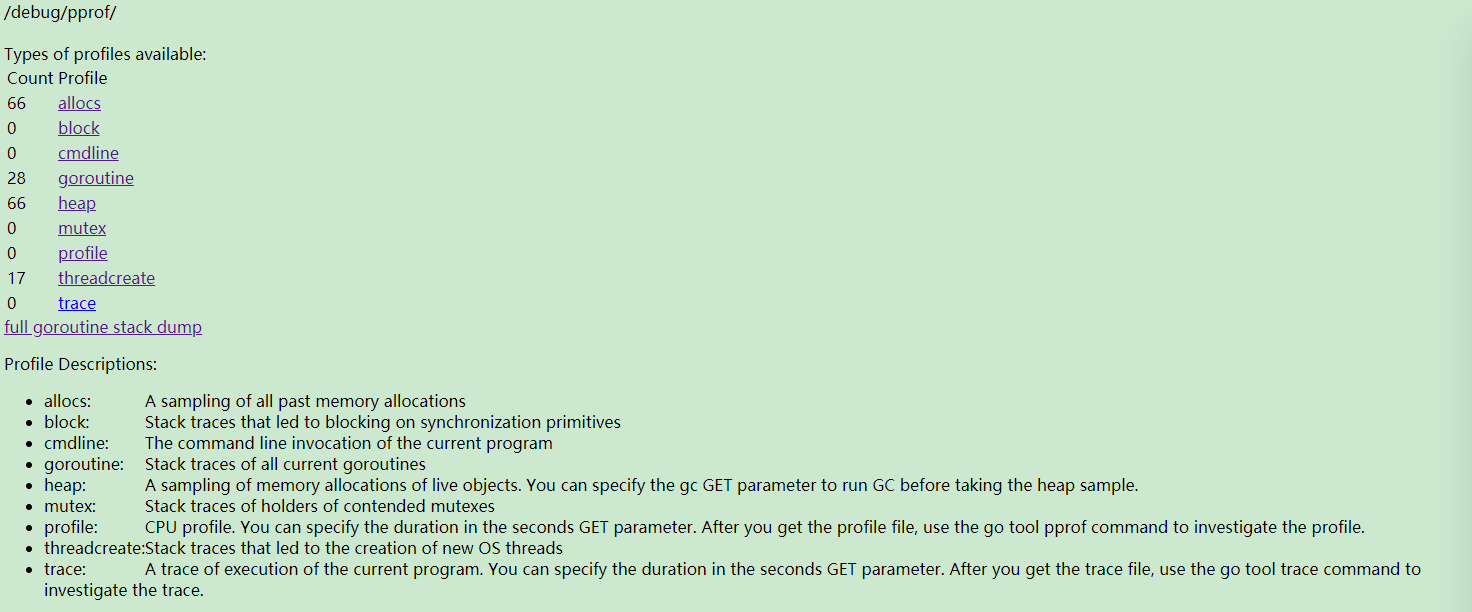 /debug/pprof/
Types of profiles available:
Count Profile
66 allocs
0 block
0 cmdline
28 goroutine
66 heap
0 mutex
0 profile
17 threadcreate
0 trace
full goroutine stack dump
Profile Descriptions:
• allocs: A sampling of all past memory allocations
• block: Stack traces that led to blocking on synchronization primitives
• cmdline: The command line invocation of the current program
• goroutine: Stack traces of all current goroutines
• heap: A sampling of memory allocations of live objects. You can specify the gc GET parameter to run GC before taking the heap sample.
• mutex: Stack traces of holders of contended mutexes
• profile: CPU profile. You can specify the duration in the seconds GET parameter. After you get the profile file, use the go tool pprof command to investigate the profile.
• threadcreate:Stack traces that led to the creation of new OS threads
• trace: A trace of execution of the current program. You can specify the duration in the seconds GET parameter. After you get the trace file, use the go tool trace command to
investigate the trace.